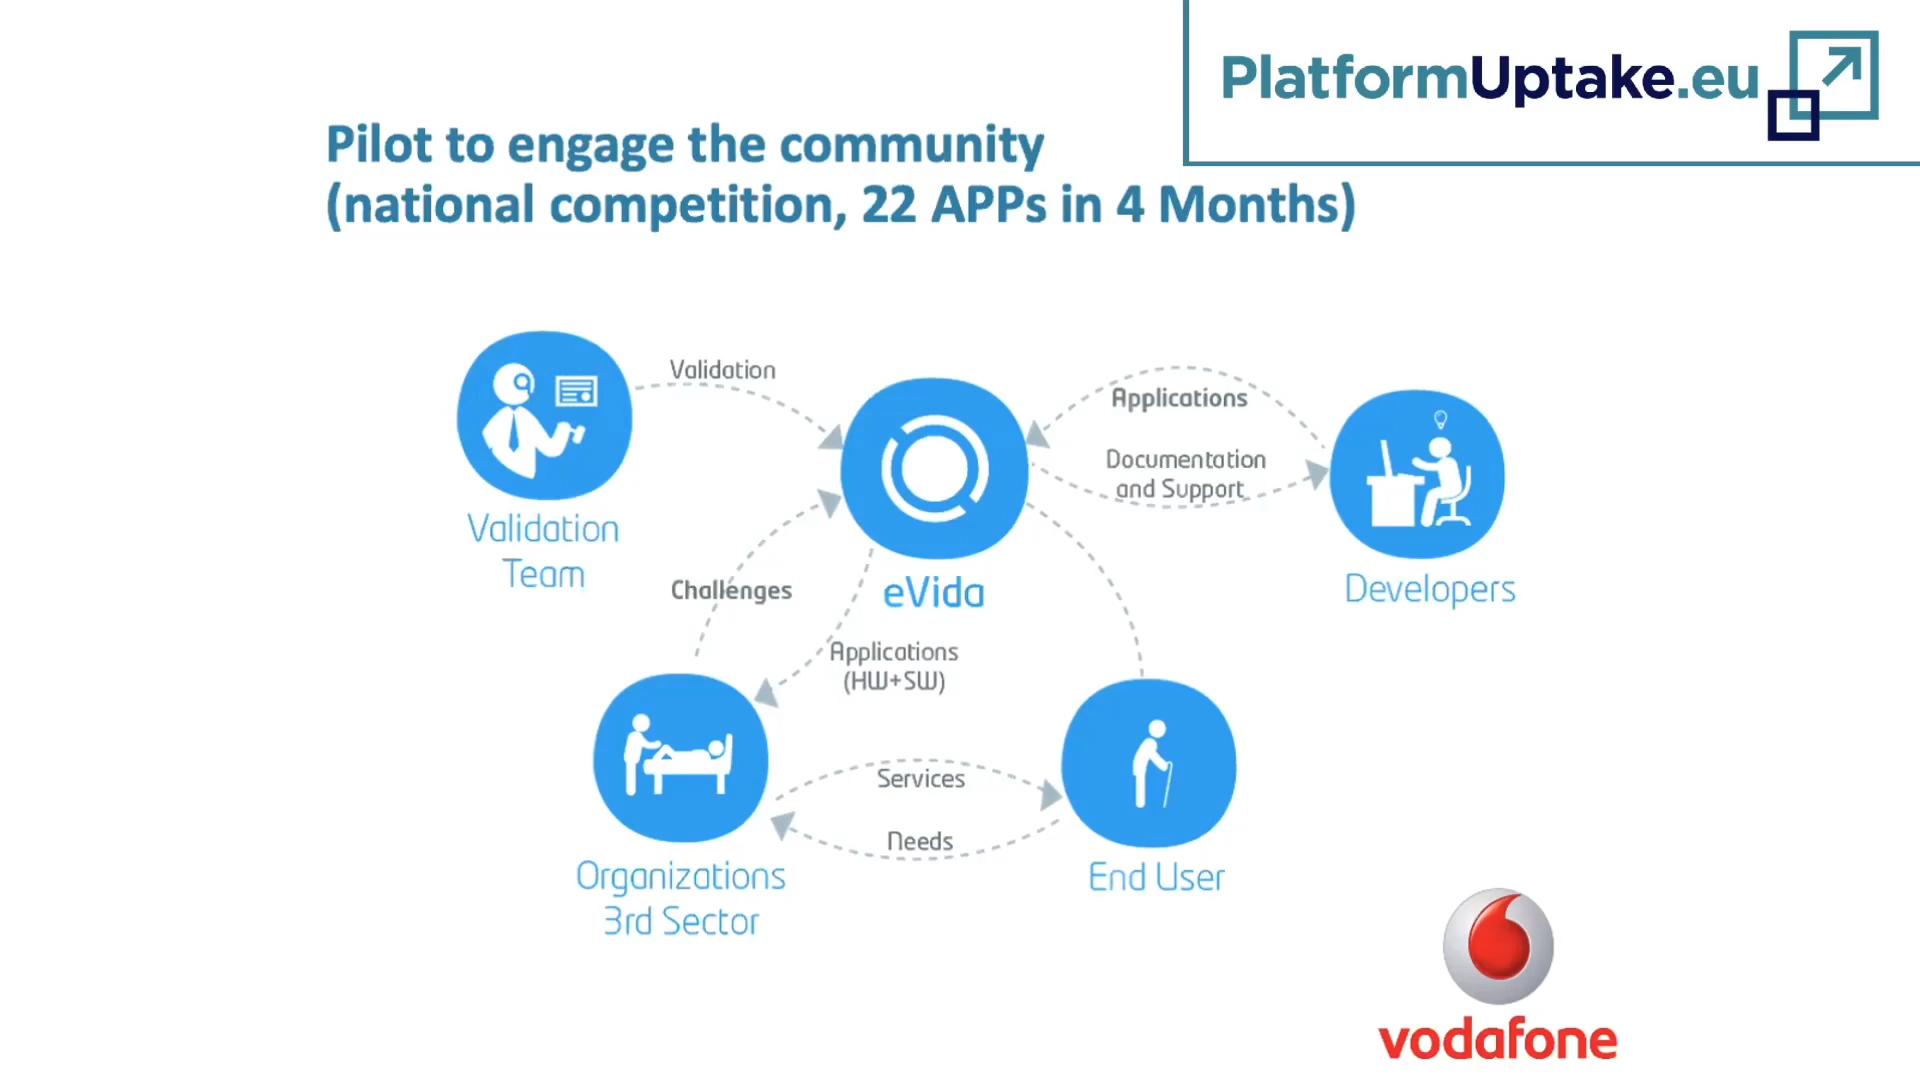 PlatformUptake.eu
Pilot to engage the community
(national competition, 22 APPs in 4 Months)
Validation
Applications
Documentation
and Support
Validation
Team
Challenges
eVida
Developers
Applications
(HW+SW)
Services
Needs
Organizations
3rd Sector
End User
vodafone